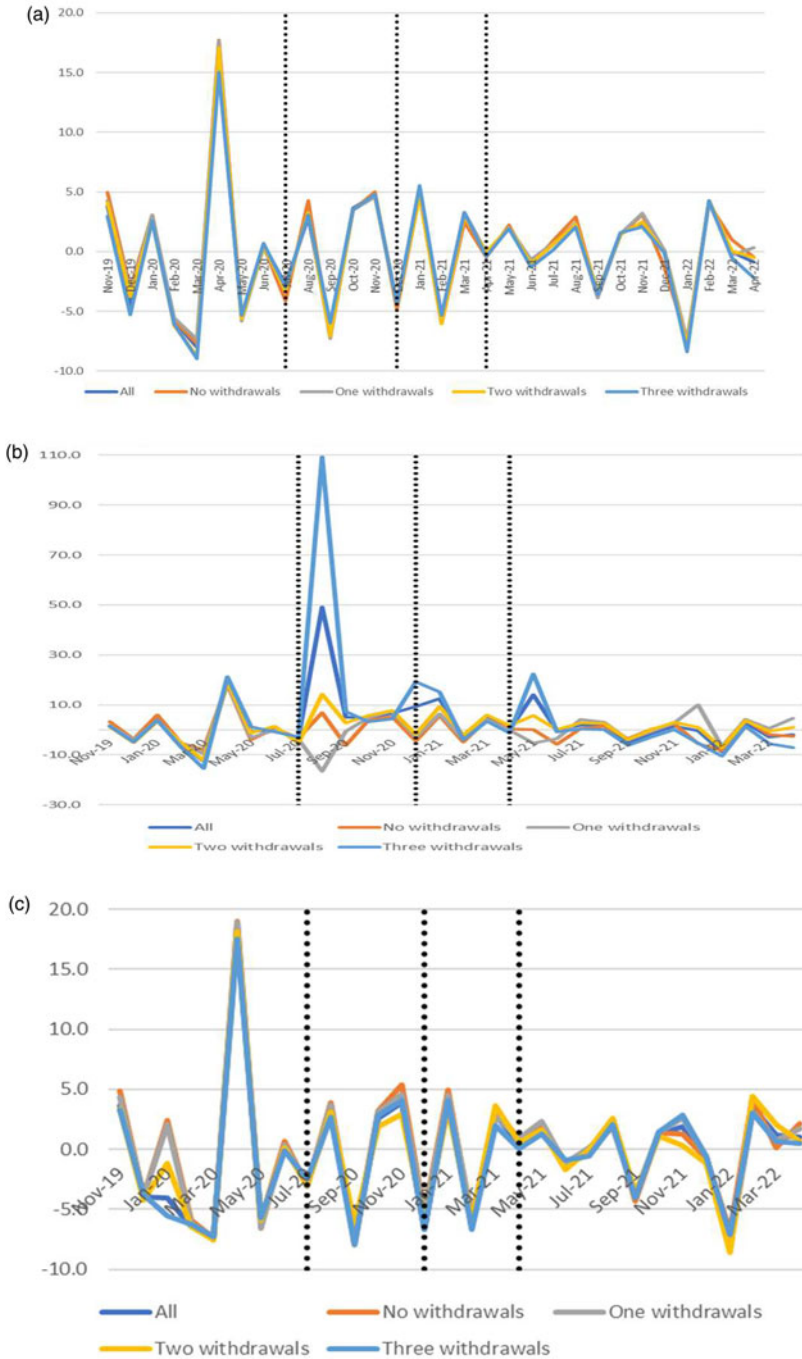 (a)
20.0
15.0
10.0
5.0
0.0
-5.0
-10.0
Nov-19 Dec-19 Jan-20 Feb-20 Mar-20 Apr-20 May-20 Jun-20 Jul-20 Aug-20 Sep-20 Oct-20 Nov-20 Dec-20 Jan-21 Feb-21 Mar-21 Apr-21 May-21 Jun-21 Jul-21 Aug-21 Sep-21 Oct-21 Nov-21 Dec-21 Jan-22 Feb-22 Mar-22 Apr-22
All No withdrawals One withdrawals Two withdrawals Three withdrawals
(b)
110.0
90.0
70.0
50.0
30.0
10.0
-10.0
-30.0
Nov-19 Jan-20 Mar-20 May-20 Jul-20 Sep-20 Nov-20 Jan-21 Mar-21 May-21 Jul-21 Sep-21 Nov-21 Jan-22 Mar-22
All No withdrawals One withdrawals
Two withdrawals Three withdrawals
(c)
20.0
15.0
10.0
5.0
0.0
-5.0
-10.0
Nov-19 Jan-20 Mar-20 May-20 Jul-20 Sep-20 Nov-20 Jan-21 Mar-21 May-21 Jul-21 Sep-21 Nov-21 Jan-22 Mar-22
All No withdrawals One withdrawals
Two withdrawals Three withdrawals